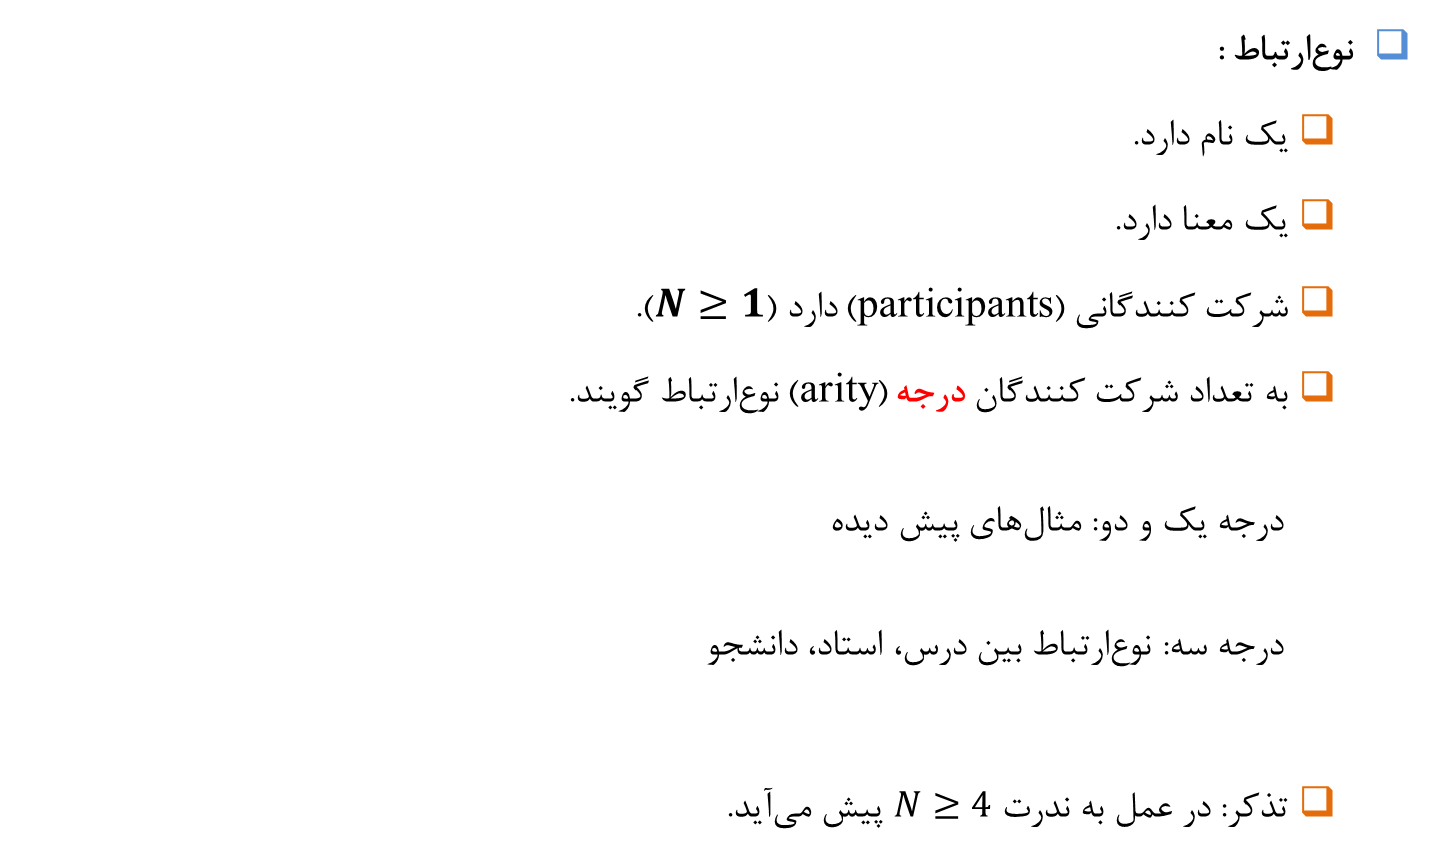 نوع‌ارتباط :
یک نام دارد.
یک معنا دارد.
شرکت کنندگانی (participants) دارد (N ≥ 1).
به تعداد شرکت کنندگان درجه (arity) نوع‌ارتباط گویند.
درجه یک و دو: مثال‌های پیش دیده
درجه سه: نوع‌ارتباط بین درس، استاد، دانشجو
تذکر: در عمل به ندرت N ≥ 4 پیش می‌آید.